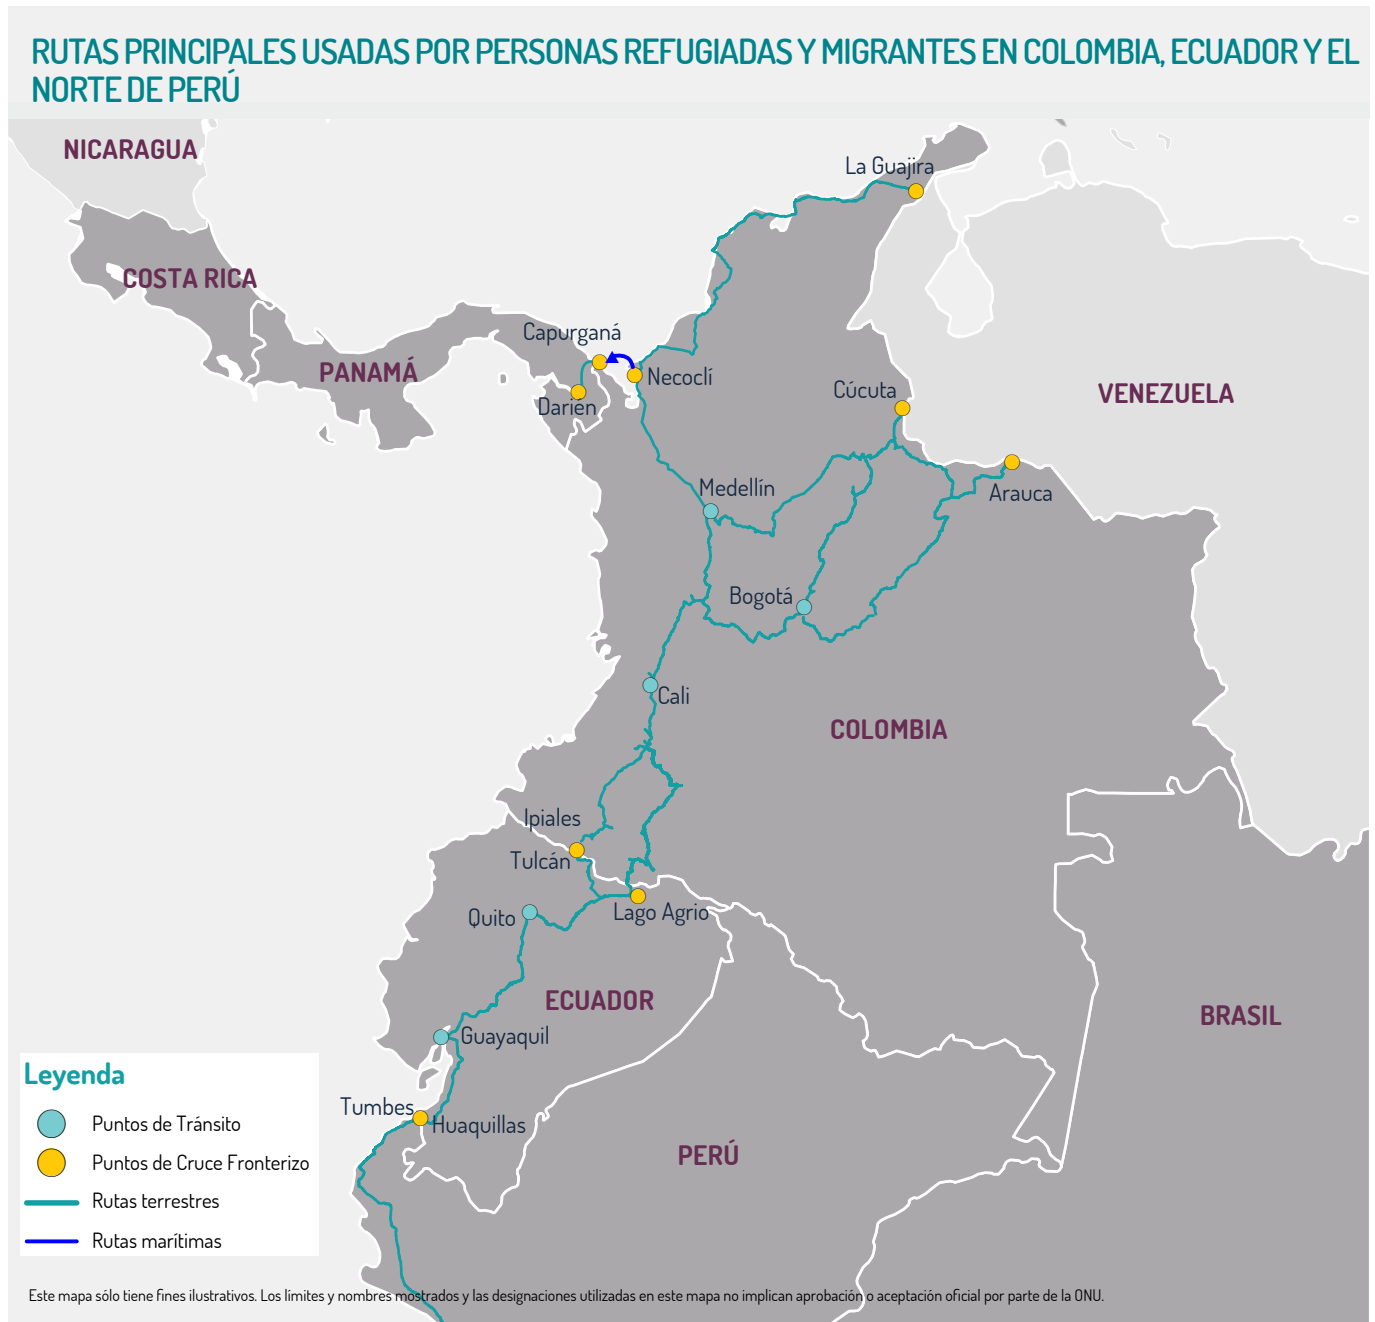 RUTAS PRINCIPALES USADAS POR PERSONAS REFUGIADAS Y MIGRANTES EN COLOMBIA, ECUADOR Y EL
NORTE DE PERÚ
NICARAGUA
La Guajira
COSTA RICA
Capurganá
PANAMÁ
Necoclí
Cúcuta
VENEZUELA
Darién
Medellín
Arauca
Bogotá
Cali
COLOMBIA
Ipiales
Tulcán
Quito
Lago Agrio
ECUADOR
BRASIL
Guayaquil
Leyenda
Tumbes
Huaquillas
Puntos de Tránsito
PERÚ
Puntos de Cruce Fronterizo
Rutas terrestres
Rutas marítimas
Este mapa sólo tiene fines ilustrativos. Los límites y nombres mostrados y las designaciones utilizadas en este mapa no implican aprobación o aceptación oficial por parte de la ONU.